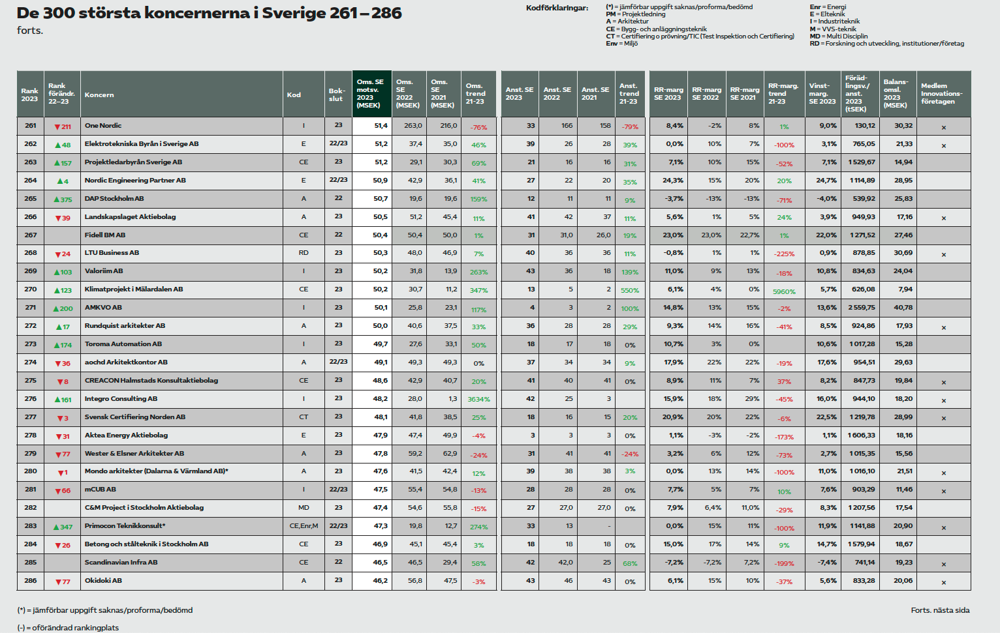 De 300 största koncernerna i Sverige 261–286
forts.
Kodförklaringar:
(*) = jämförbar uppgift saknas/proforma/bedömd
PM = Projektledning
A = Arkitektur
CE = Bygg- och anläggningsteknik
CT = Certifiering o prövning/TIC (Test Inspektion och Certifiering)
Env = Miljö
Enr = Energi
E = Elteknik
I = Industriteknik
M = VVS-teknik
MD = Multi Disciplin
RD = Forskning och utveckling, institutioner/företag
Rank 2023 | Rank förändr. 22–23 | Koncern | Kod | Bok-slut | Oms. SE motsv. 2023 (MSEK) | Oms. SE 2022 (MSEK) | Oms. SE 2021 (MSEK) | Oms. trend 21-23 | Anst. SE 2023 | Anst. SE 2022 | Anst. SE 2021 | Anst. trend 21-23 | RR-marg SE 2023 | RR-marg SE 2022 | RR-marg SE 2021 | RR-marg. trend 21-23 | Vinst-marg. SE 2023 | Föräd-lingsv./anst. 2023 (tSEK) | Balans-omsl. 2023 (MSEK) | Medlem Innovations-företagen
261 ▼211 One Nordic I 23 51,4 263,0 216,0 -76% 33 166 158 -79% 8,4% -2% 8% 1% 9,0% 130,12 30,32 ×
262 ▲48 Elektrotekniska Byrån i Sverige AB E 22/23 51,2 37,4 35,0 46% 39 26 28 39% 0,0% 10% 7% -100% 3,1% 765,05 21,33 ×
263 ▲157 Projektledarbyrån Sverige AB CE 23 51,2 29,1 30,3 69% 21 16 16 31% 7,1% 10% 15% -52% 7,1% 1 529,67 14,94
264 ▲4 Nordic Engineering Partner AB E 22/23 50,9 42,9 36,1 41% 27 22 20 35% 24,3% 15% 20% 20% 24,7% 1 114,89 28,95
265 ▲375 DAP Stockholm AB A 22 50,7 19,6 19,6 159% 12 11 11 9% -3,7% -13% -13% -71% -4,0% 539,92 25,83
266 ▼39 Landskapslaget Aktiebolag A 23 50,5 51,2 45,4 11% 41 42 37 11% 5,6% 1% 5% 24% 3,9% 949,93 17,16 ×
267 Fidell BM AB CE 22 50,4 50,4 50,0 1% 31 31,0 26,0 19% 23,0% 23,0% 22,7% 1% 22,0% 1 271,52 27,46
268 ▼24 LTU Business AB RD 23 50,3 48,0 46,9 7% 40 36 36 11% -0,8% 1% 1% -225% 0,9% 878,85 30,69 ×
269 ▲103 Valoriim AB I 23 50,2 31,8 13,9 263% 43 36 18 139% 11,0% 9% 13% -18% 10,8% 834,63 24,04
270 ▲123 Klimatprojekt i Mälardalen AB CE 23 50,2 30,7 11,2 347% 13 5 2 550% 6,1% 4% 0% 5960% 5,7% 626,08 7,94
271 ▲200 AMKVO AB I 23 50,1 25,8 23,1 117% 4 3 2 100% 14,8% 13% 15% -2% 13,6% 2 559,75 40,78
272 ▲17 Rundquist arkitekter AB A 23 50,0 40,6 37,5 33% 36 28 28 29% 9,3% 14% 16% -41% 8,5% 924,86 17,93 ×
273 ▲174 Toroma Automation AB I 23 49,7 27,6 33,1 50% 18 17 18 0% 10,7% 3% 0% 10,6% 1 017,28 15,28
274 ▼36 aochd Arkitektkontor AB A 22/23 49,1 49,3 49,3 0% 37 34 34 9% 17,9% 22% 22% -19% 17,6% 954,51 29,63
275 ▼8 CREACON Halmstads Konsultaktiebolag CE 23 48,6 42,9 40,7 20% 41 40 41 0% 8,9% 11% 7% 37% 8,2% 847,73 19,84 ×
276 ▲161 Integro Consulting AB I 23 48,2 28,0 1,3 3634% 42 25 3 15,9% 18% 29% -45% 16,0% 944,10 18,20 ×
277 ▼3 Svensk Certifiering Norden AB CT 23 48,1 41,8 38,5 25% 18 16 15 20% 20,9% 20% 22% -6% 22,5% 1 219,78 28,99 ×
278 ▼31 Aktea Energy Aktiebolag E 23 47,9 47,4 49,9 -4% 3 3 3 0% 1,1% -3% -2% -173% 1,1% 1 606,33 18,16
279 ▼77 Wester & Elsner Arkitekter AB A 23 47,8 59,2 62,9 -24% 31 41 41 -24% 3,2% 6% 12% -73% 2,7% 1 015,35 15,56
280 ▼1 Mondo arkitekter (Dalarna & Värmland AB)* A 23 47,6 41,5 42,4 12% 39 38 38 3% 0,0% 13% 14% -100% 11,0% 1 016,10 21,51 ×
281 ▼66 mCUB AB I 22/23 47,5 55,4 54,8 -13% 28 28 28 0% 7,7% 5% 7% 10% 7,6% 903,29 11,46 ×
282 C&M Project i Stockholm Aktiebolag MD 23 47,4 54,6 55,8 -15% 27 27,0 27,0 0% 7,9% 6,4% 11,0% -29% 8,3% 1 207,56 17,54
283 ▲347 Primocon Teknikkonsult* CE,Enr,M 22/23 47,3 19,8 12,7 274% 33 13 - 0,0% 15% 11% -100% 11,9% 1 141,88 20,90 ×
284 ▼26 Betong och stålteknik i Stockholm AB CE 23 46,9 45,1 45,4 3% 18 18 18 0% 15,0% 17% 14% 9% 14,7% 1 579,94 18,67
285 Scandinavian Infra AB CE 22 46,5 46,5 29,4 58% 42 42,0 25 68% -7,2% -7,2% 7,2% -199% -7,4% 741,14 19,23 ×
286 ▼77 Okidoki AB A 23 46,2 56,8 47,5 -3% 43 46 43 0% 6,1% 15% 10% -37% 5,6% 833,28 20,06 ×
(*) = jämförbar uppgift saknas/proforma/bedömd
Forts. nästa sida
(-) = oförändrad rankingplats